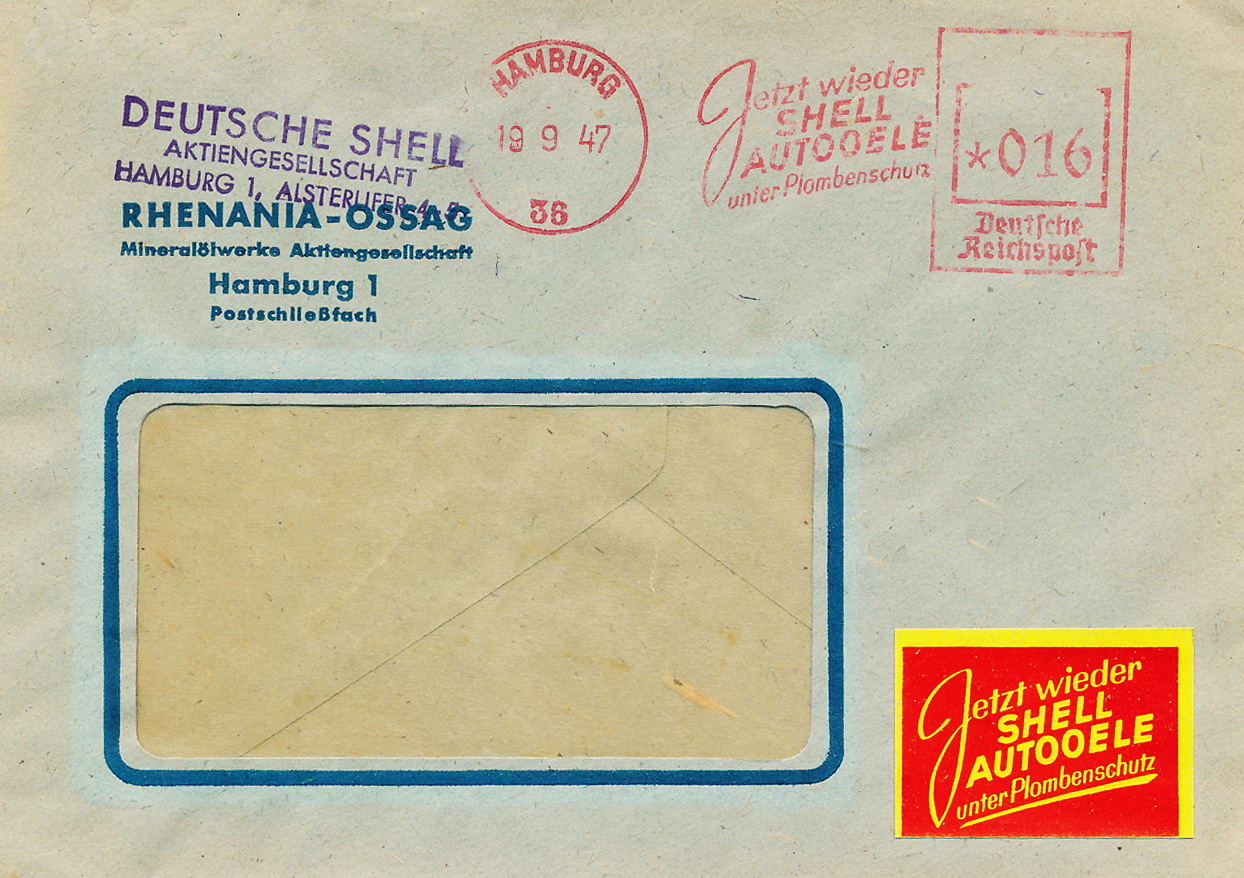 DEUTSCHE SHELL
AKTIENGESELLSCHAFT
HAMBURG 1, ALSTERUFER 4-5
RHENANIA-OSSAG
Mineralölwerke Aktiengesellschaft
Hamburg 1
Postschließfach
HAMBURG
19 9 47
36
Jetzt wieder
SHELL
AUTOOELE
unter Plombenschutz
*016
Deutsche
Reichspost
Jetzt wieder
SHELL
AUTOOELE
unter Plombenschutz